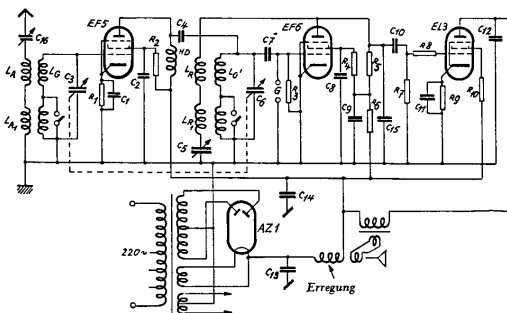 EF5 EF6 EL3
C16 LA LG C3 R1 C1 C2 R2 HD C4 LR LG' C7 C6 G R3 R4 R5 C8 C10 R7 R8 C11 R9 R10 C12
LA1 LR1 C5 C9 R6 C15
C14
AZ1
220~
C13
Erregung